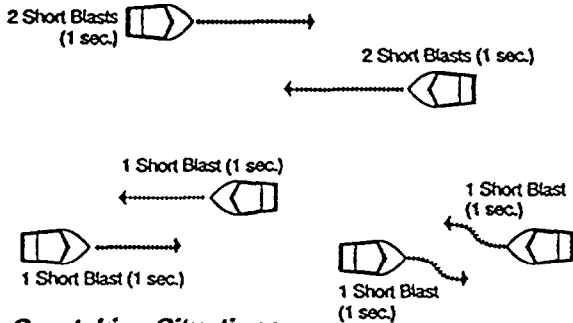 2 Short Blasts
(1 sec.)
2 Short Blasts (1 sec.)
1 Short Blast (1 sec.)
1 Short Blast
(1 sec.)
1 Short Blast (1 sec.)
1 Short Blast
(1 sec.)